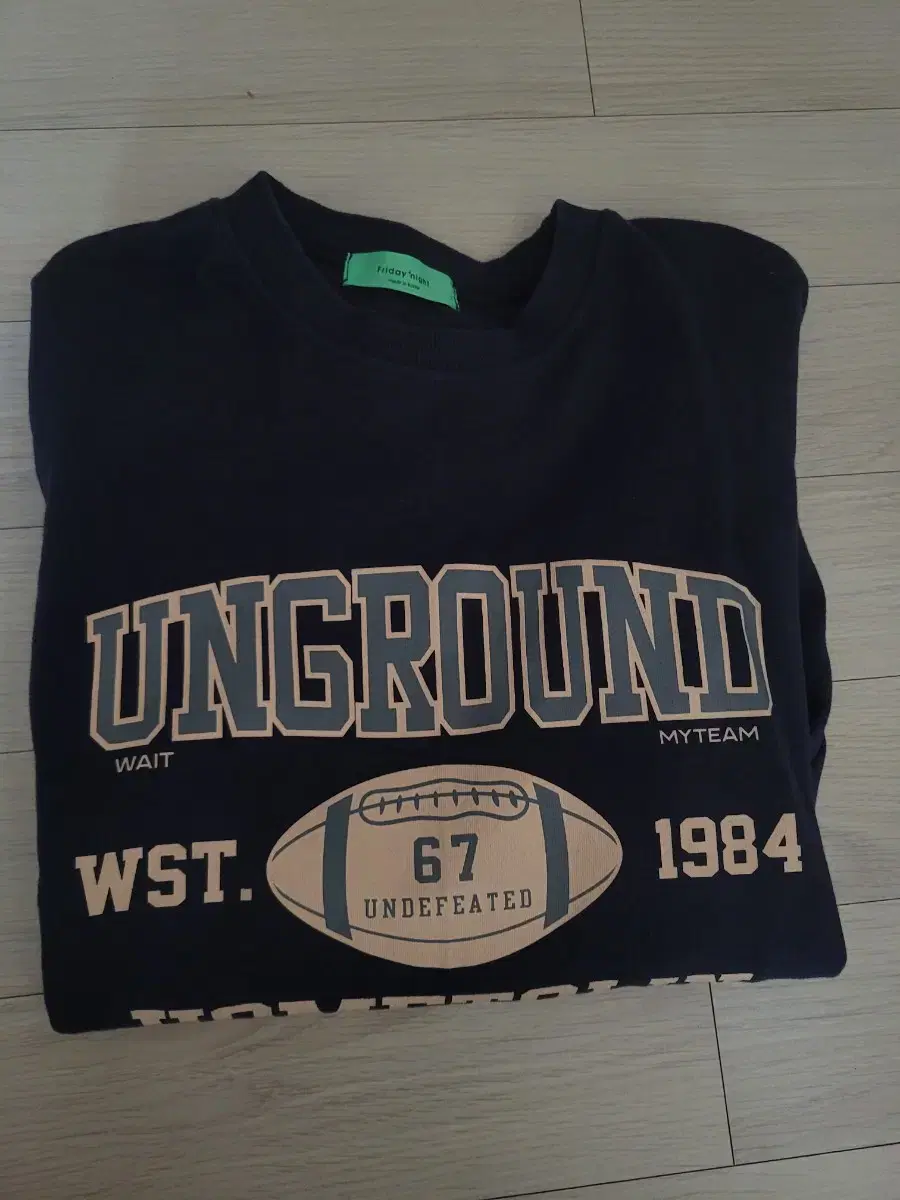 Friday night
UNGROUND
WAIT
MYTEAM
WST.
67
1984
UNDEFEATED